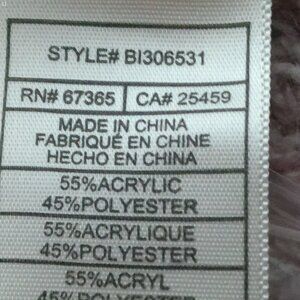 STYLE# BI306531
RN# 67365 CA# 25459
MADE IN CHINA
FABRIQUÉ EN CHINE
HECHO EN CHINA
55%ACRYLIC
45%POLYESTER
55%ACRYLIQUE
45%POLYESTER
55%ACRYL